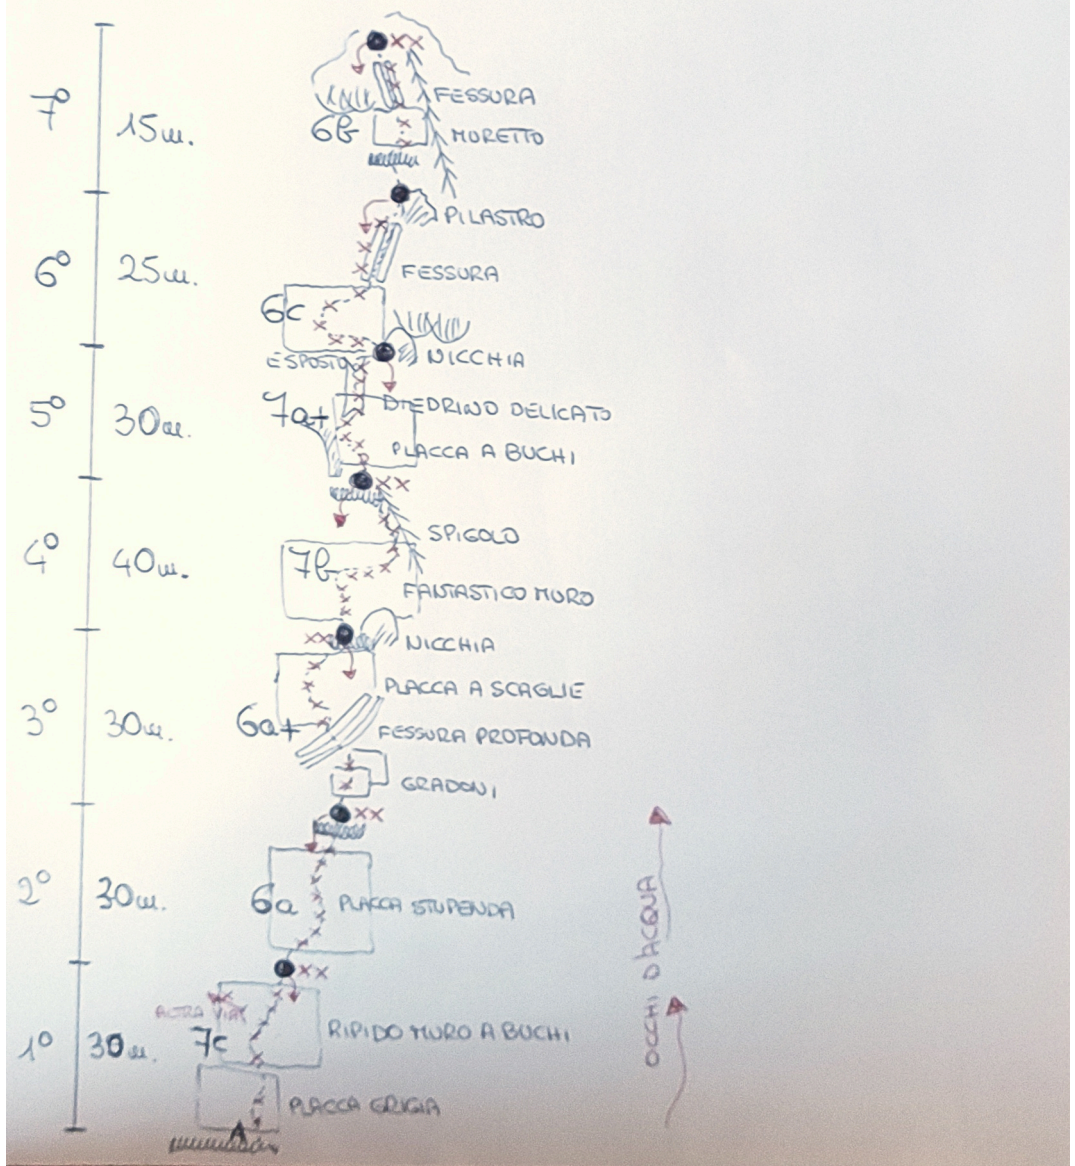 FESSURA
7° 15m. 6b MURETTO
PILASTRO
6° 25m. FESSURA
6c
ESPOSTO NICCHIA
5° 30m. 7a+ DIEDRINO DELICATO
PLACCA A BUCHI
SPIGOLO
4° 40m. 7b FANTASTICO MURO
NICCHIA
PLACCA A SCAGLIE
3° 30m. 6a+ FESSURA PROFONDA
GRADONI
2° 30m. 6a PLACCA STUPENDA
ALTRA VIA
1° 30m. 7c RIPIDO MURO A BUCHI
PLACCA GRIGIA
A
OCCHI D'ACQUA